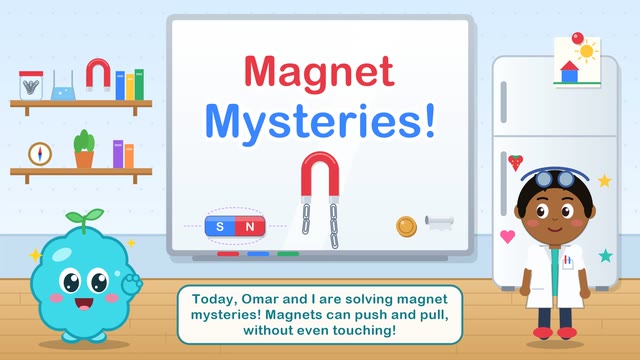 Magnet
Mysteries!
S N
Today, Omar and I are solving magnet
mysteries! Magnets can push and pull,
without even touching!